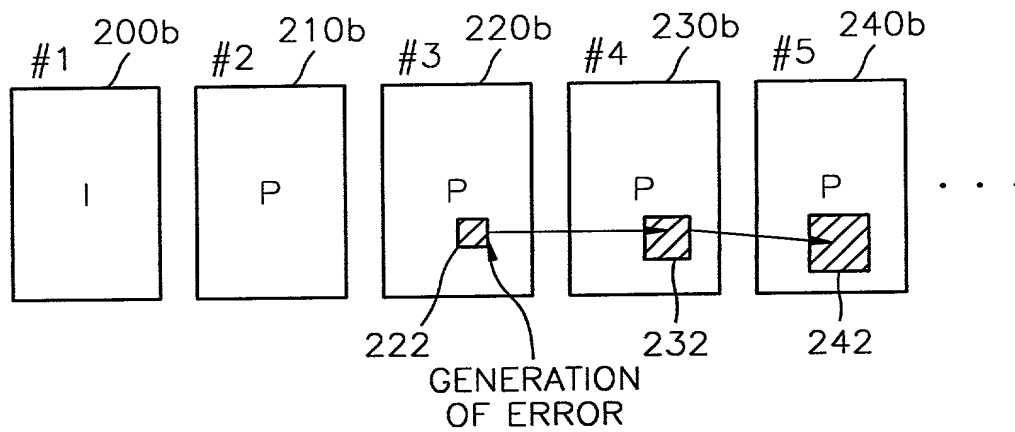 #1 200b #2 210b #3 220b #4 230b #5 240b
I P P P P . . .
222 232 242
GENERATION
OF ERROR